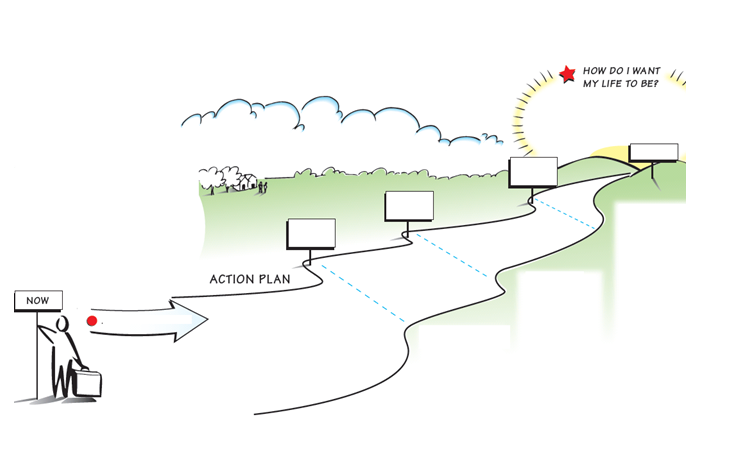 HOW DO I WANT
MY LIFE TO BE?
ACTION PLAN
NOW